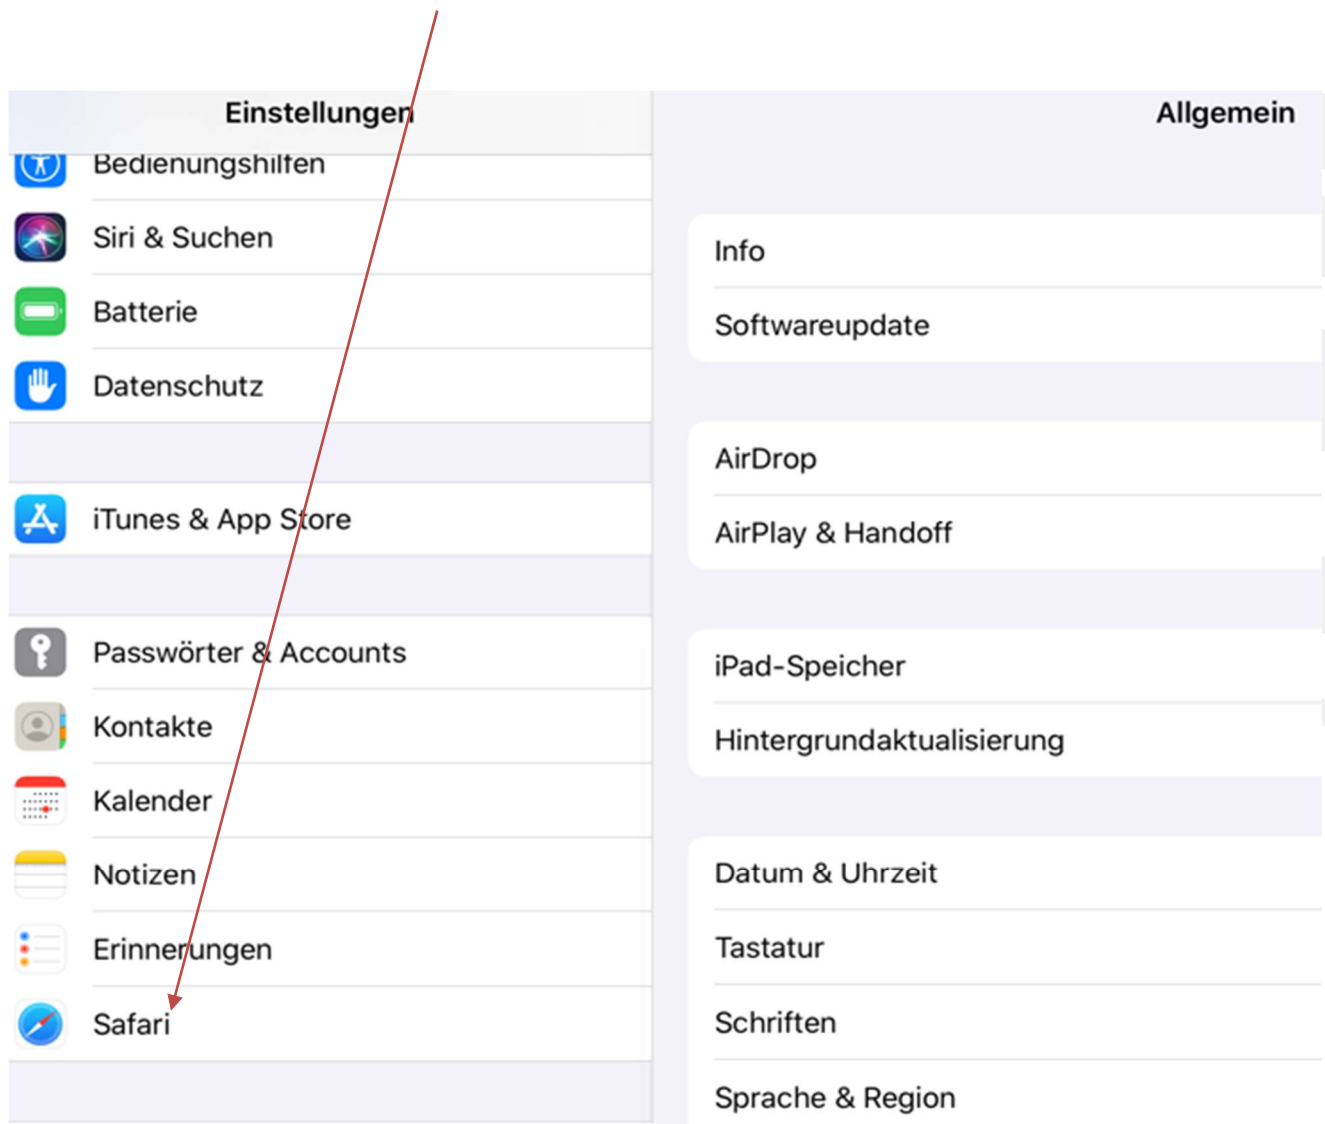 Einstellungen
Bedienungshilfen
Siri & Suchen
Batterie
Datenschutz
iTunes & App Store
Passwörter & Accounts
Kontakte
Kalender
Notizen
Erinnerungen
Safari
Allgemein
Info
Softwareupdate
AirDrop
AirPlay & Handoff
iPad-Speicher
Hintergrundaktualisierung
Datum & Uhrzeit
Tastatur
Schriften
Sprache & Region